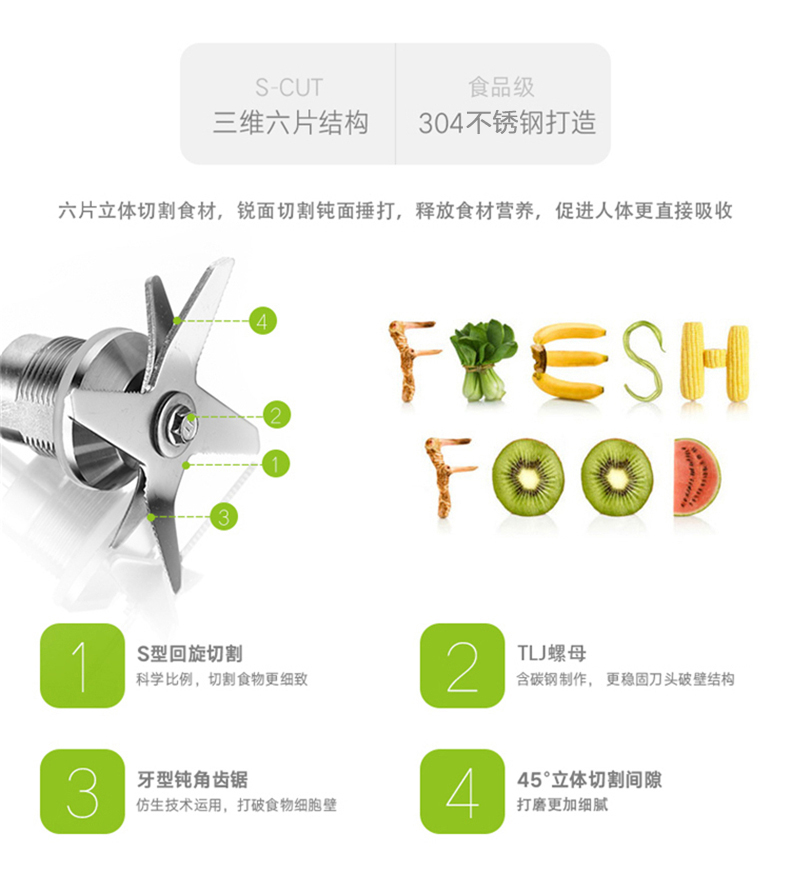 S-CUT
三维六片结构
食品级
304不锈钢打造
六片立体切割食材，锐面切割钝面捶打，释放食材营养，促进人体更直接吸收
4
2
1
3
FRESH
FOOD
1
S型回旋切割
科学比例，切割食物更细致
2
TLJ螺母
含碳钢制作， 更稳固刀头破壁结构
3
牙型钝角齿锯
仿生技术运用，打破食物细胞壁
4
45°立体切割间隙
打磨更加细腻